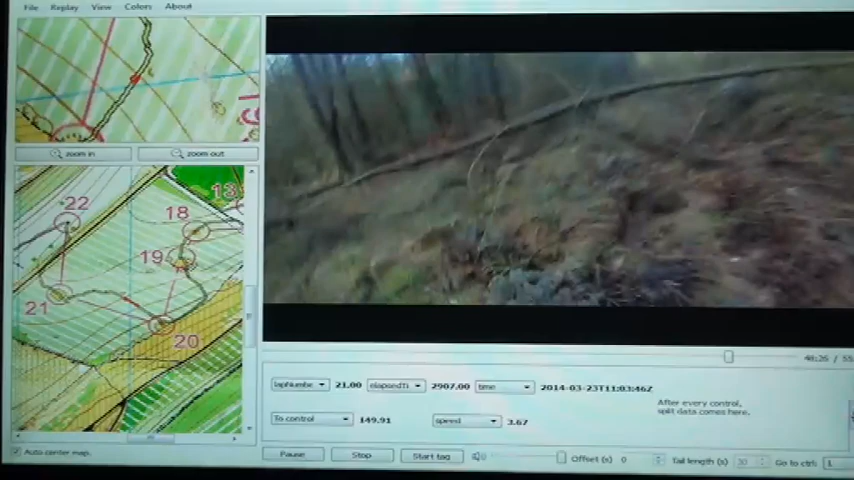 File Replay View Colors About
zoom in zoom out
22
18
13
19
21
20
lapNumbe 21.00 elapsedTi 2907.00 time 2014-03-23T11:03:46Z
To control 149.91 speed 3.67
After every control,
split data comes here.
Auto center map.
Pause Stop Start tag Offset (s) 0 Tail length (s) 30 Go to ctrl: 1